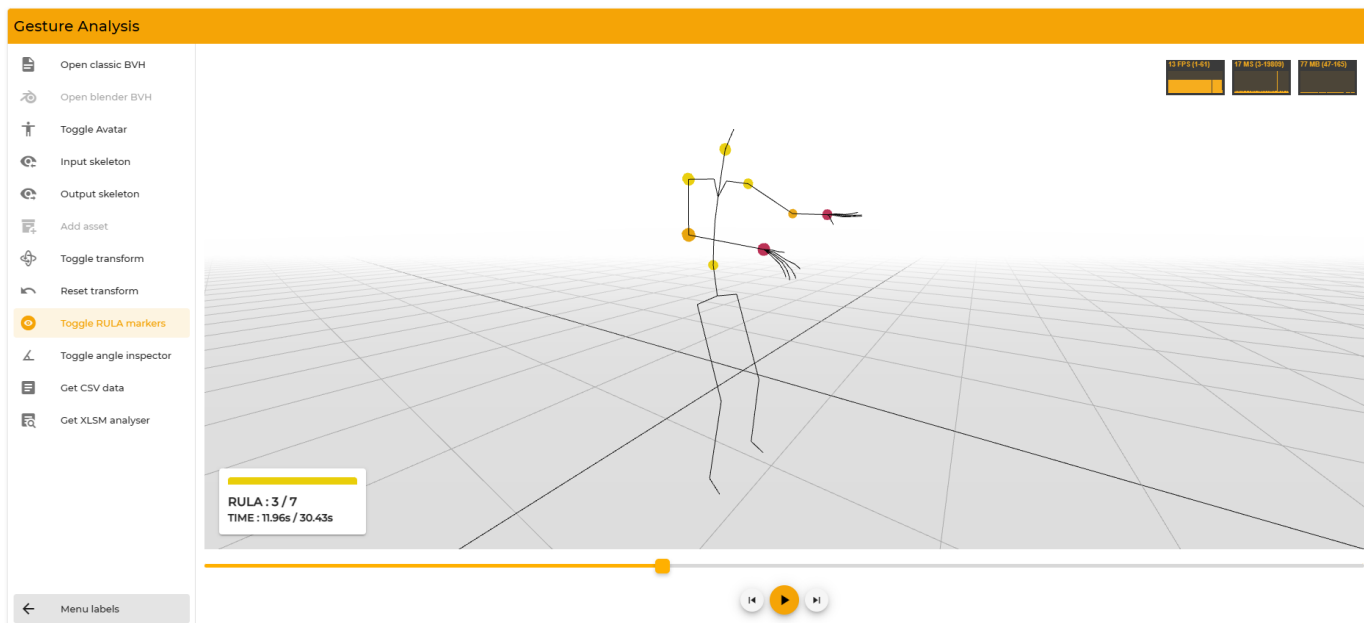 Gesture Analysis
Open classic BVH
Open blender BVH
Toggle Avatar
Input skeleton
Output skeleton
Add asset
Toggle transform
Reset transform
Toggle RULA markers
Toggle angle inspector
Get CSV data
Get XLSM analyser
Menu labels
13 FPS (1-61)
17 MS (3-19809)
77 MB (47-165)
RULA : 3 / 7
TIME : 11.96s / 30.43s